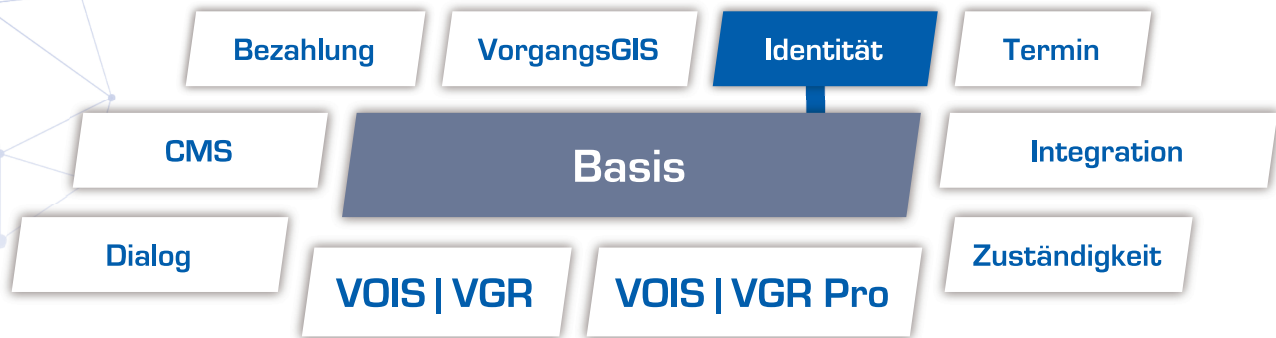 Bezahlung
VorgangsGIS
Identität
Termin
CMS
Basis
Integration
Dialog
Zuständigkeit
VOIS | VGR
VOIS | VGR Pro